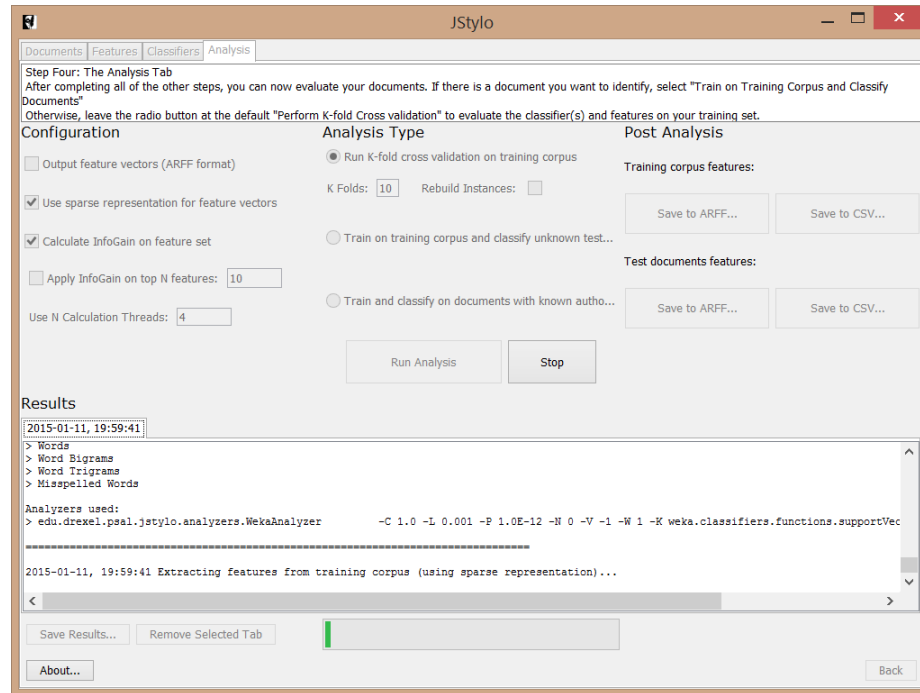 JStylo
Documents Features Classifiers Analysis
Step Four: The Analysis Tab
After completing all of the other steps, you can now evaluate your documents. If there is a document you want to identify, select "Train on Training Corpus and Classify
Documents"
Otherwise, leave the radio button at the default "Perform K-fold Cross validation" to evaluate the classifier(s) and features on your training set.
Configuration
Output feature vectors (ARFF format)
Use sparse representation for feature vectors
Calculate InfoGain on feature set
Apply InfoGain on top N features: 10
Use N Calculation Threads: 4
Analysis Type
Run K-fold cross validation on training corpus
K Folds: 10 Rebuild Instances:
Train on training corpus and classify unknown test...
Train and classify on documents with known autho...
Post Analysis
Training corpus features:
Save to ARFF... Save to CSV...
Test documents features:
Save to ARFF... Save to CSV...
Run Analysis Stop
Results
2015-01-11, 19:59:41
> Words
> Word Bigrams
> Word Trigrams
> Misspelled Words
Analyzers used:
> edu.drexel.psal.jstylo.analyzers.WekaAnalyzer -C 1.0 -L 0.001 -P 1.0E-12 -N 0 -V -1 -W 1 -K weka.classifiers.functions.supportVec
================================================================================
2015-01-11, 19:59:41 Extracting features from training corpus (using sparse representation)...
Save Results... Remove Selected Tab
About... Back